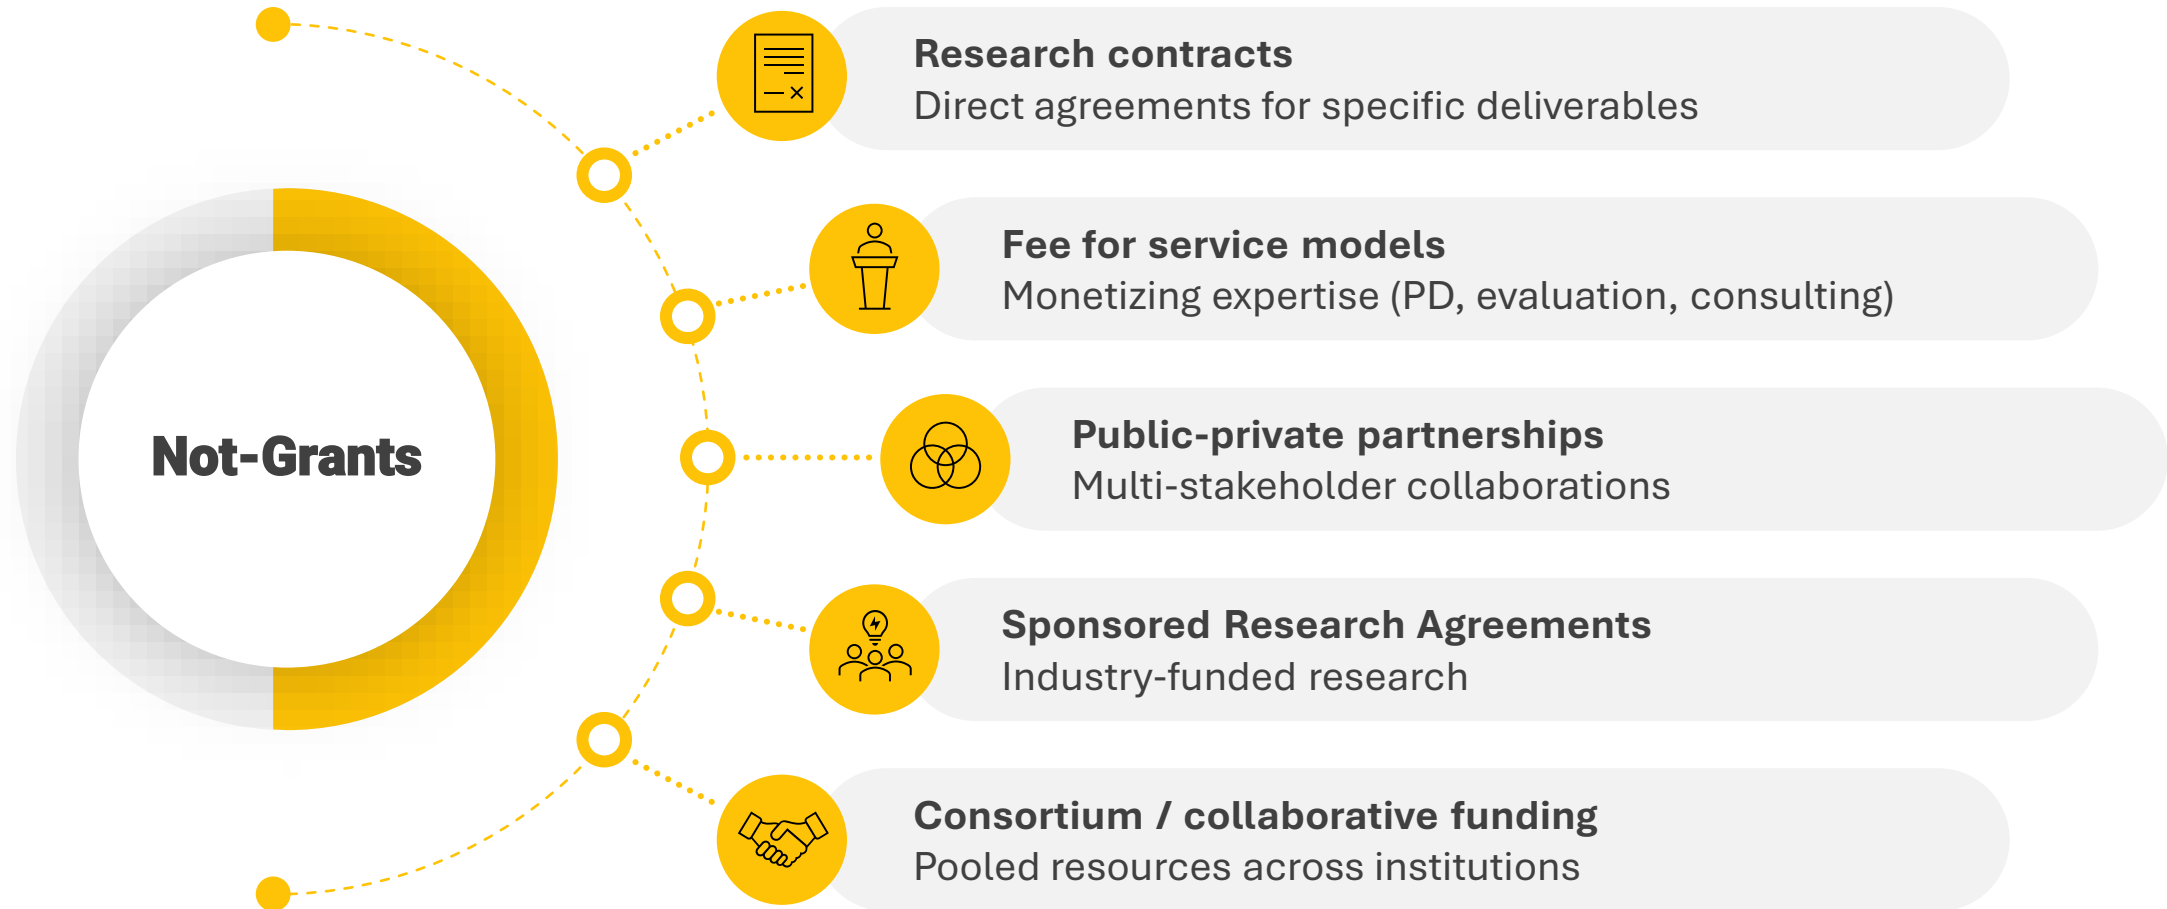 Research contracts
Direct agreements for specific deliverables
Fee for service models
Monetizing expertise (PD, evaluation, consulting)
Not-Grants
Public-private partnerships
Multi-stakeholder collaborations
Sponsored Research Agreements
Industry-funded research
Consortium / collaborative funding
Pooled resources across institutions